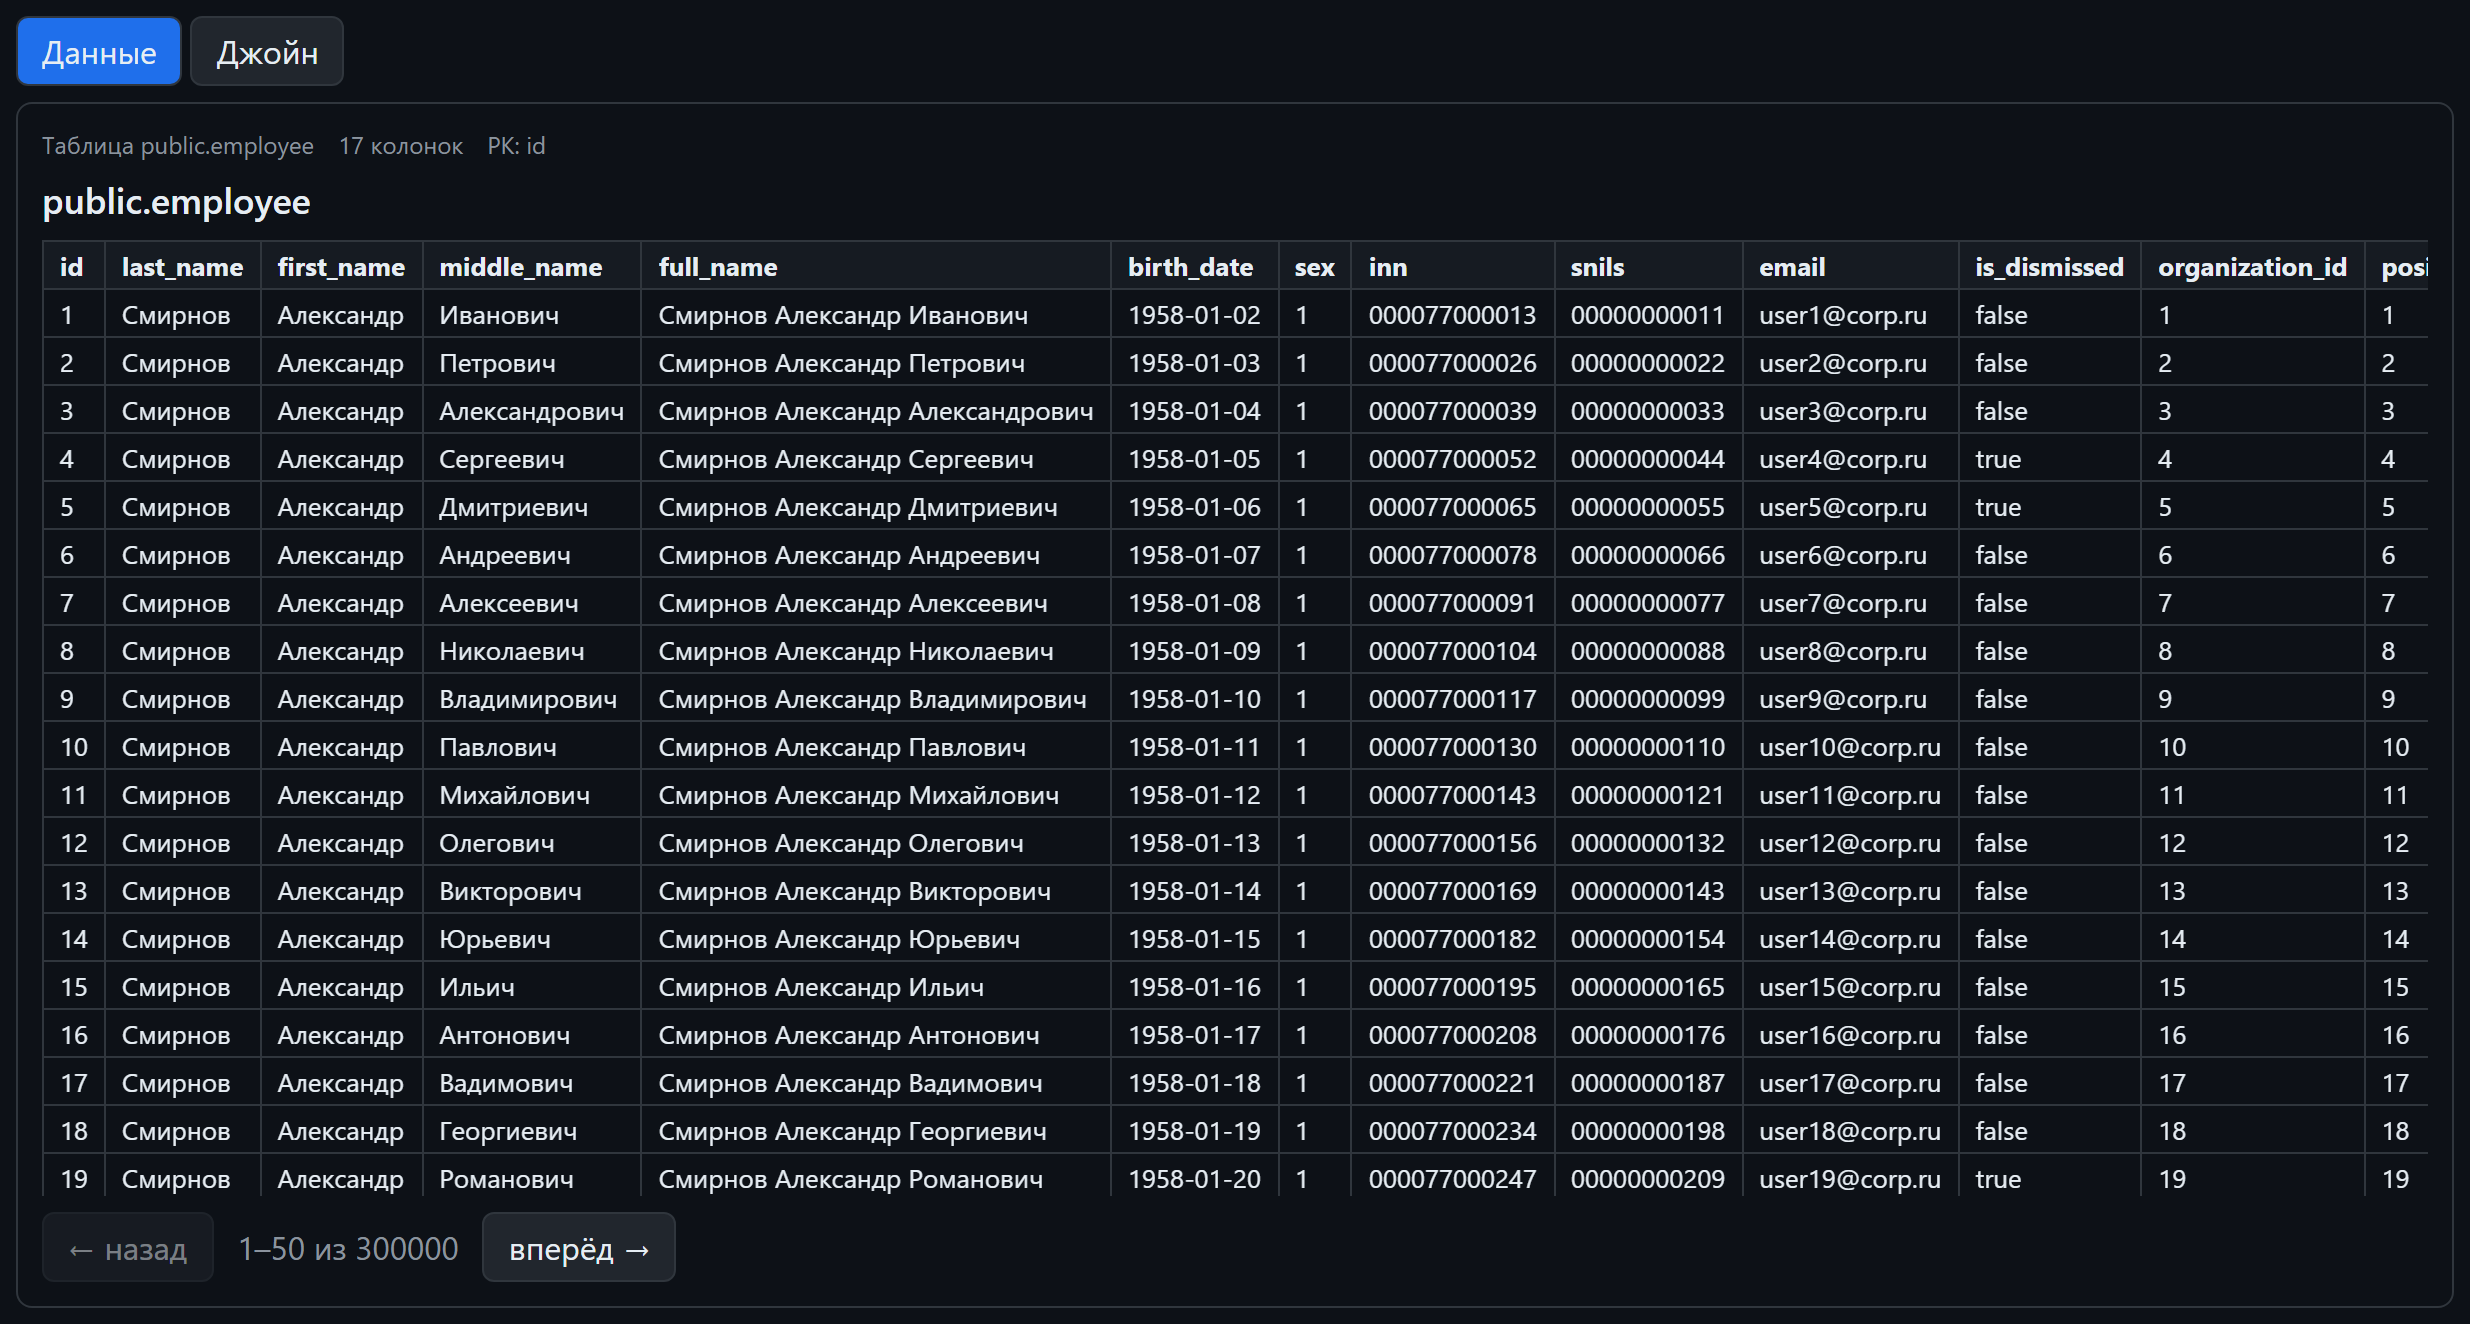 Данные Джойн
Таблица public.employee 17 колонок PK: id
public.employee
id last_name first_name middle_name full_name birth_date sex inn snils email is_dismissed organization_id posi
1 Смирнов Александр Иванович Смирнов Александр Иванович 1958-01-02 1 000077000013 00000000011 user1@corp.ru false 1 1
2 Смирнов Александр Петрович Смирнов Александр Петрович 1958-01-03 1 000077000026 00000000022 user2@corp.ru false 2 2
3 Смирнов Александр Александрович Смирнов Александр Александрович 1958-01-04 1 000077000039 00000000033 user3@corp.ru false 3 3
4 Смирнов Александр Сергеевич Смирнов Александр Сергеевич 1958-01-05 1 000077000052 00000000044 user4@corp.ru true 4 4
5 Смирнов Александр Дмитриевич Смирнов Александр Дмитриевич 1958-01-06 1 000077000065 00000000055 user5@corp.ru true 5 5
6 Смирнов Александр Андреевич Смирнов Александр Андреевич 1958-01-07 1 000077000078 00000000066 user6@corp.ru false 6 6
7 Смирнов Александр Алексеевич Смирнов Александр Алексеевич 1958-01-08 1 000077000091 00000000077 user7@corp.ru false 7 7
8 Смирнов Александр Николаевич Смирнов Александр Николаевич 1958-01-09 1 000077000104 00000000088 user8@corp.ru false 8 8
9 Смирнов Александр Владимирович Смирнов Александр Владимирович 1958-01-10 1 000077000117 00000000099 user9@corp.ru false 9 9
10 Смирнов Александр Павлович Смирнов Александр Павлович 1958-01-11 1 000077000130 00000000110 user10@corp.ru false 10 10
11 Смирнов Александр Михайлович Смирнов Александр Михайлович 1958-01-12 1 000077000143 00000000121 user11@corp.ru false 11 11
12 Смирнов Александр Олегович Смирнов Александр Олегович 1958-01-13 1 000077000156 00000000132 user12@corp.ru false 12 12
13 Смирнов Александр Викторович Смирнов Александр Викторович 1958-01-14 1 000077000169 00000000143 user13@corp.ru false 13 13
14 Смирнов Александр Юрьевич Смирнов Александр Юрьевич 1958-01-15 1 000077000182 00000000154 user14@corp.ru false 14 14
15 Смирнов Александр Ильич Смирнов Александр Ильич 1958-01-16 1 000077000195 00000000165 user15@corp.ru false 15 15
16 Смирнов Александр Антонович Смирнов Александр Антонович 1958-01-17 1 000077000208 00000000176 user16@corp.ru false 16 16
17 Смирнов Александр Вадимович Смирнов Александр Вадимович 1958-01-18 1 000077000221 00000000187 user17@corp.ru false 17 17
18 Смирнов Александр Георгиевич Смирнов Александр Георгиевич 1958-01-19 1 000077000234 00000000198 user18@corp.ru false 18 18
19 Смирнов Александр Романович Смирнов Александр Романович 1958-01-20 1 000077000247 00000000209 user19@corp.ru true 19 19
← назад 1–50 из 300000 вперёд →